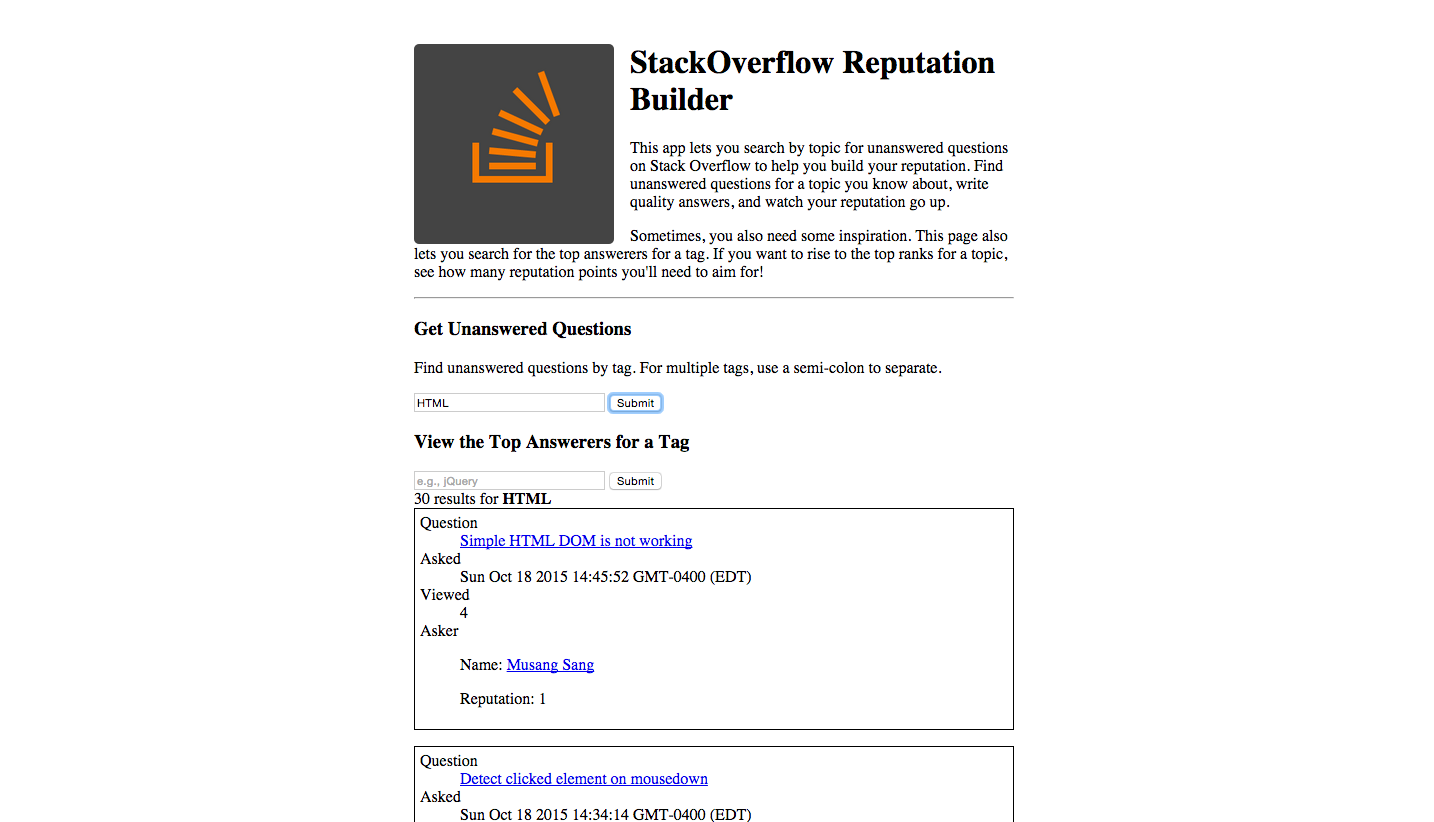 StackOverflow Reputation
Builder
This app lets you search by topic for unanswered questions
on Stack Overflow to help you build your reputation. Find
unanswered questions for a topic you know about, write
quality answers, and watch your reputation go up.
Sometimes, you also need some inspiration. This page also
lets you search for the top answerers for a tag. If you want to rise to the top ranks for a topic,
see how many reputation points you'll need to aim for!
Get Unanswered Questions
Find unanswered questions by tag. For multiple tags, use a semi-colon to separate.
HTML Submit
View the Top Answerers for a Tag
e.g., jQuery Submit
30 results for HTML
Question
Simple HTML DOM is not working
Asked
Sun Oct 18 2015 14:45:52 GMT-0400 (EDT)
Viewed
4
Asker
Name: Musang Sang
Reputation: 1
Question
Detect clicked element on mousedown
Asked
Sun Oct 18 2015 14:34:14 GMT-0400 (EDT)